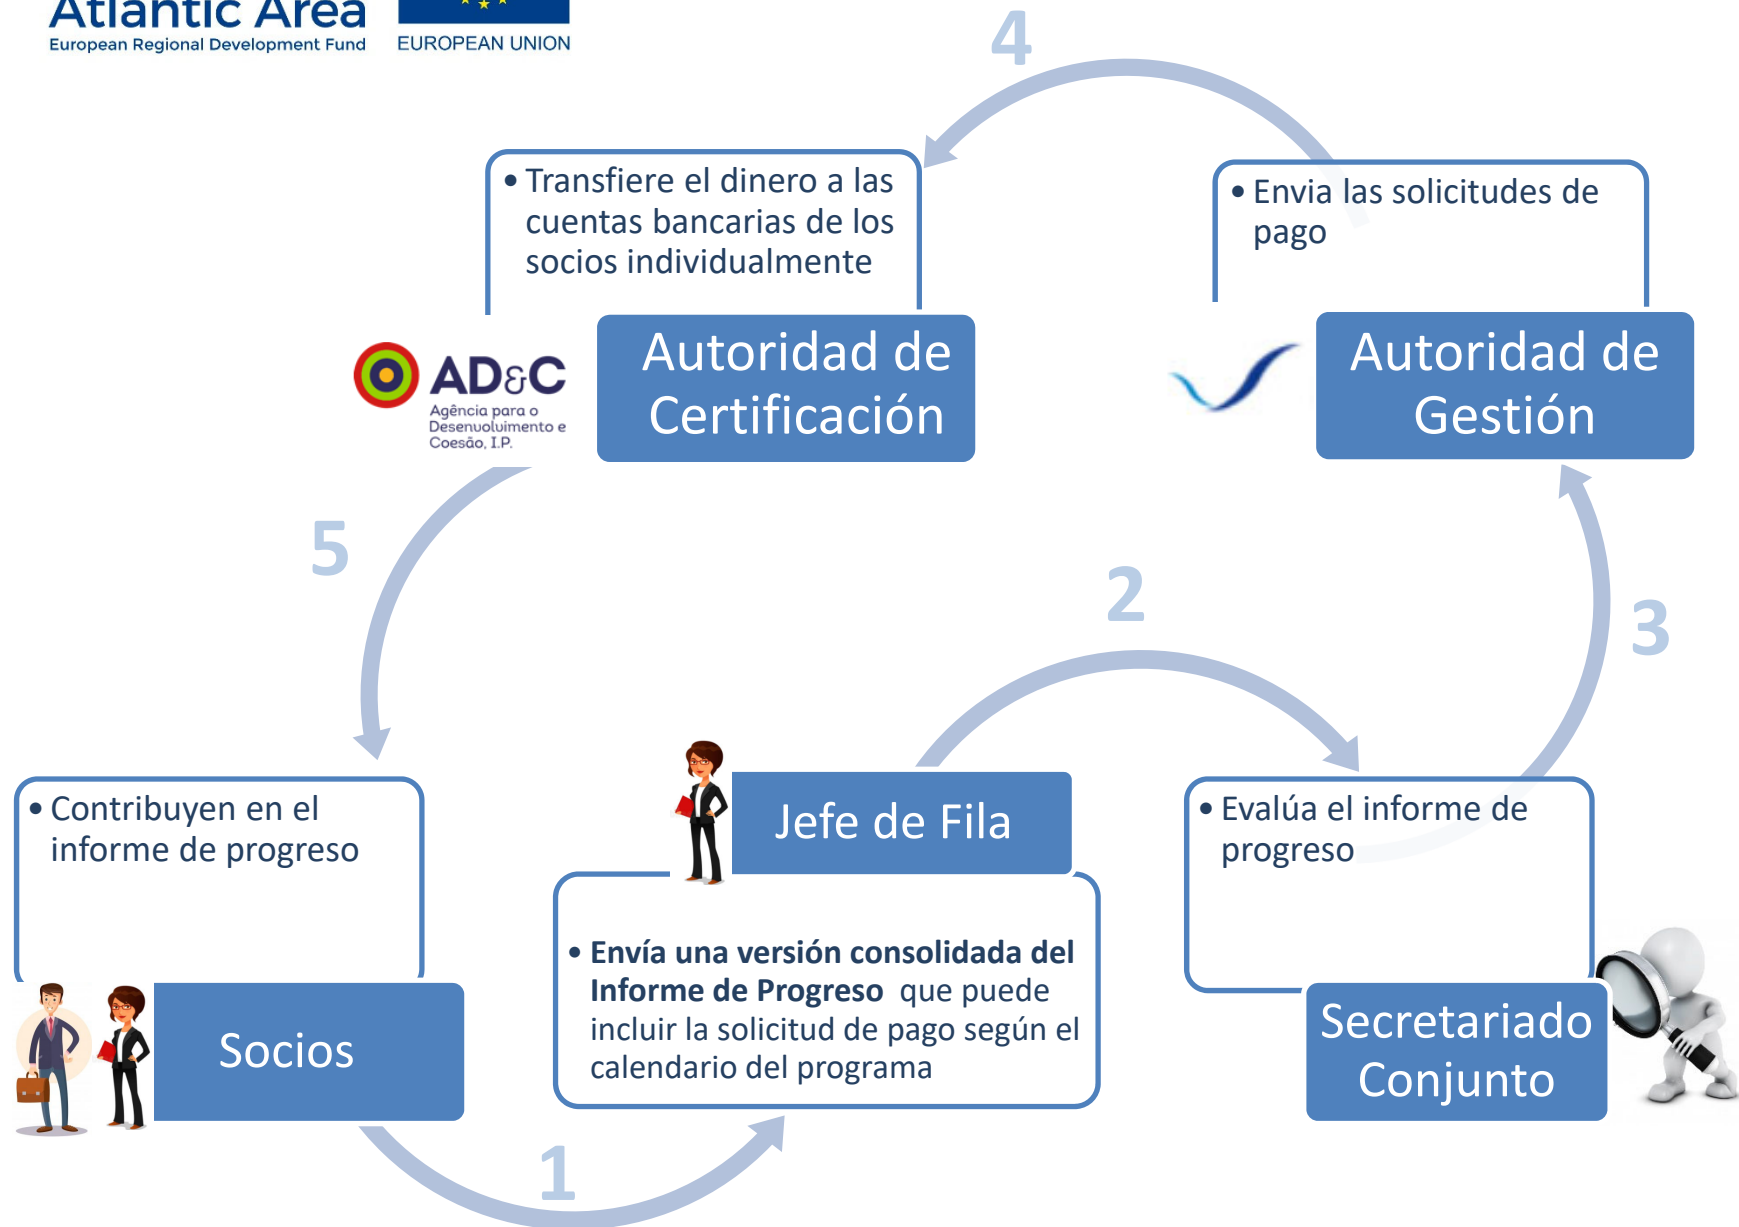 Atlantic Area
European Regional Development Fund
EUROPEAN UNION
4
• Transfiere el dinero a las
cuentas bancarias de los
socios individualmente
• Envia las solicitudes de
pago
AD&C
Agência para o
Desenvolvimento e
Coesão, I.P.
Autoridad de
Certificación
Autoridad de
Gestión
5
2
3
• Contribuyen en el
informe de progreso
Jefe de Fila
• Evalúa el informe de
progreso
• Envía una versión consolidada del
Informe de Progreso que puede
incluir la solicitud de pago según el
calendario del programa
Socios
Secretariado
Conjunto
1